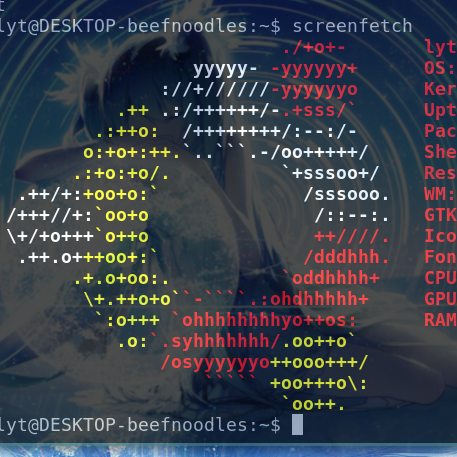 t
lyt@DESKTOP-beefnoodles:~$ screenfetch
./+o+- lyt
yyyyy- -yyyyyy+ OS:
://+//////-yyyyyyo Ker
.++ .:/++++++/-.+sss/` Upt
.:++o: /++++++++/:--:/- Pac
o:+o+:++.`..```.-/oo+++++/ She
.:+o:+o/. `+sssoo+/ Res
.++/+:+oo+o:` /sssooo. WM:
/+++//+:`oo+o /::--:. GTK
\+/+o+++`o++o ++////. Ico
.++.o+++oo+:` /dddhhh. Fon
.+.o+oo:. `oddhhhh+ CPU
\+.++o+o``-````.:ohdhhhhh+ GPU
`:o+++ `ohhhhhhhhyo++os: RAM
.o:`.syhhhhhhh/.oo++o`
/osyyyyyyo++ooo+++/
````` +oo+++o\:
`oo++.
lyt@DESKTOP-beefnoodles:~$